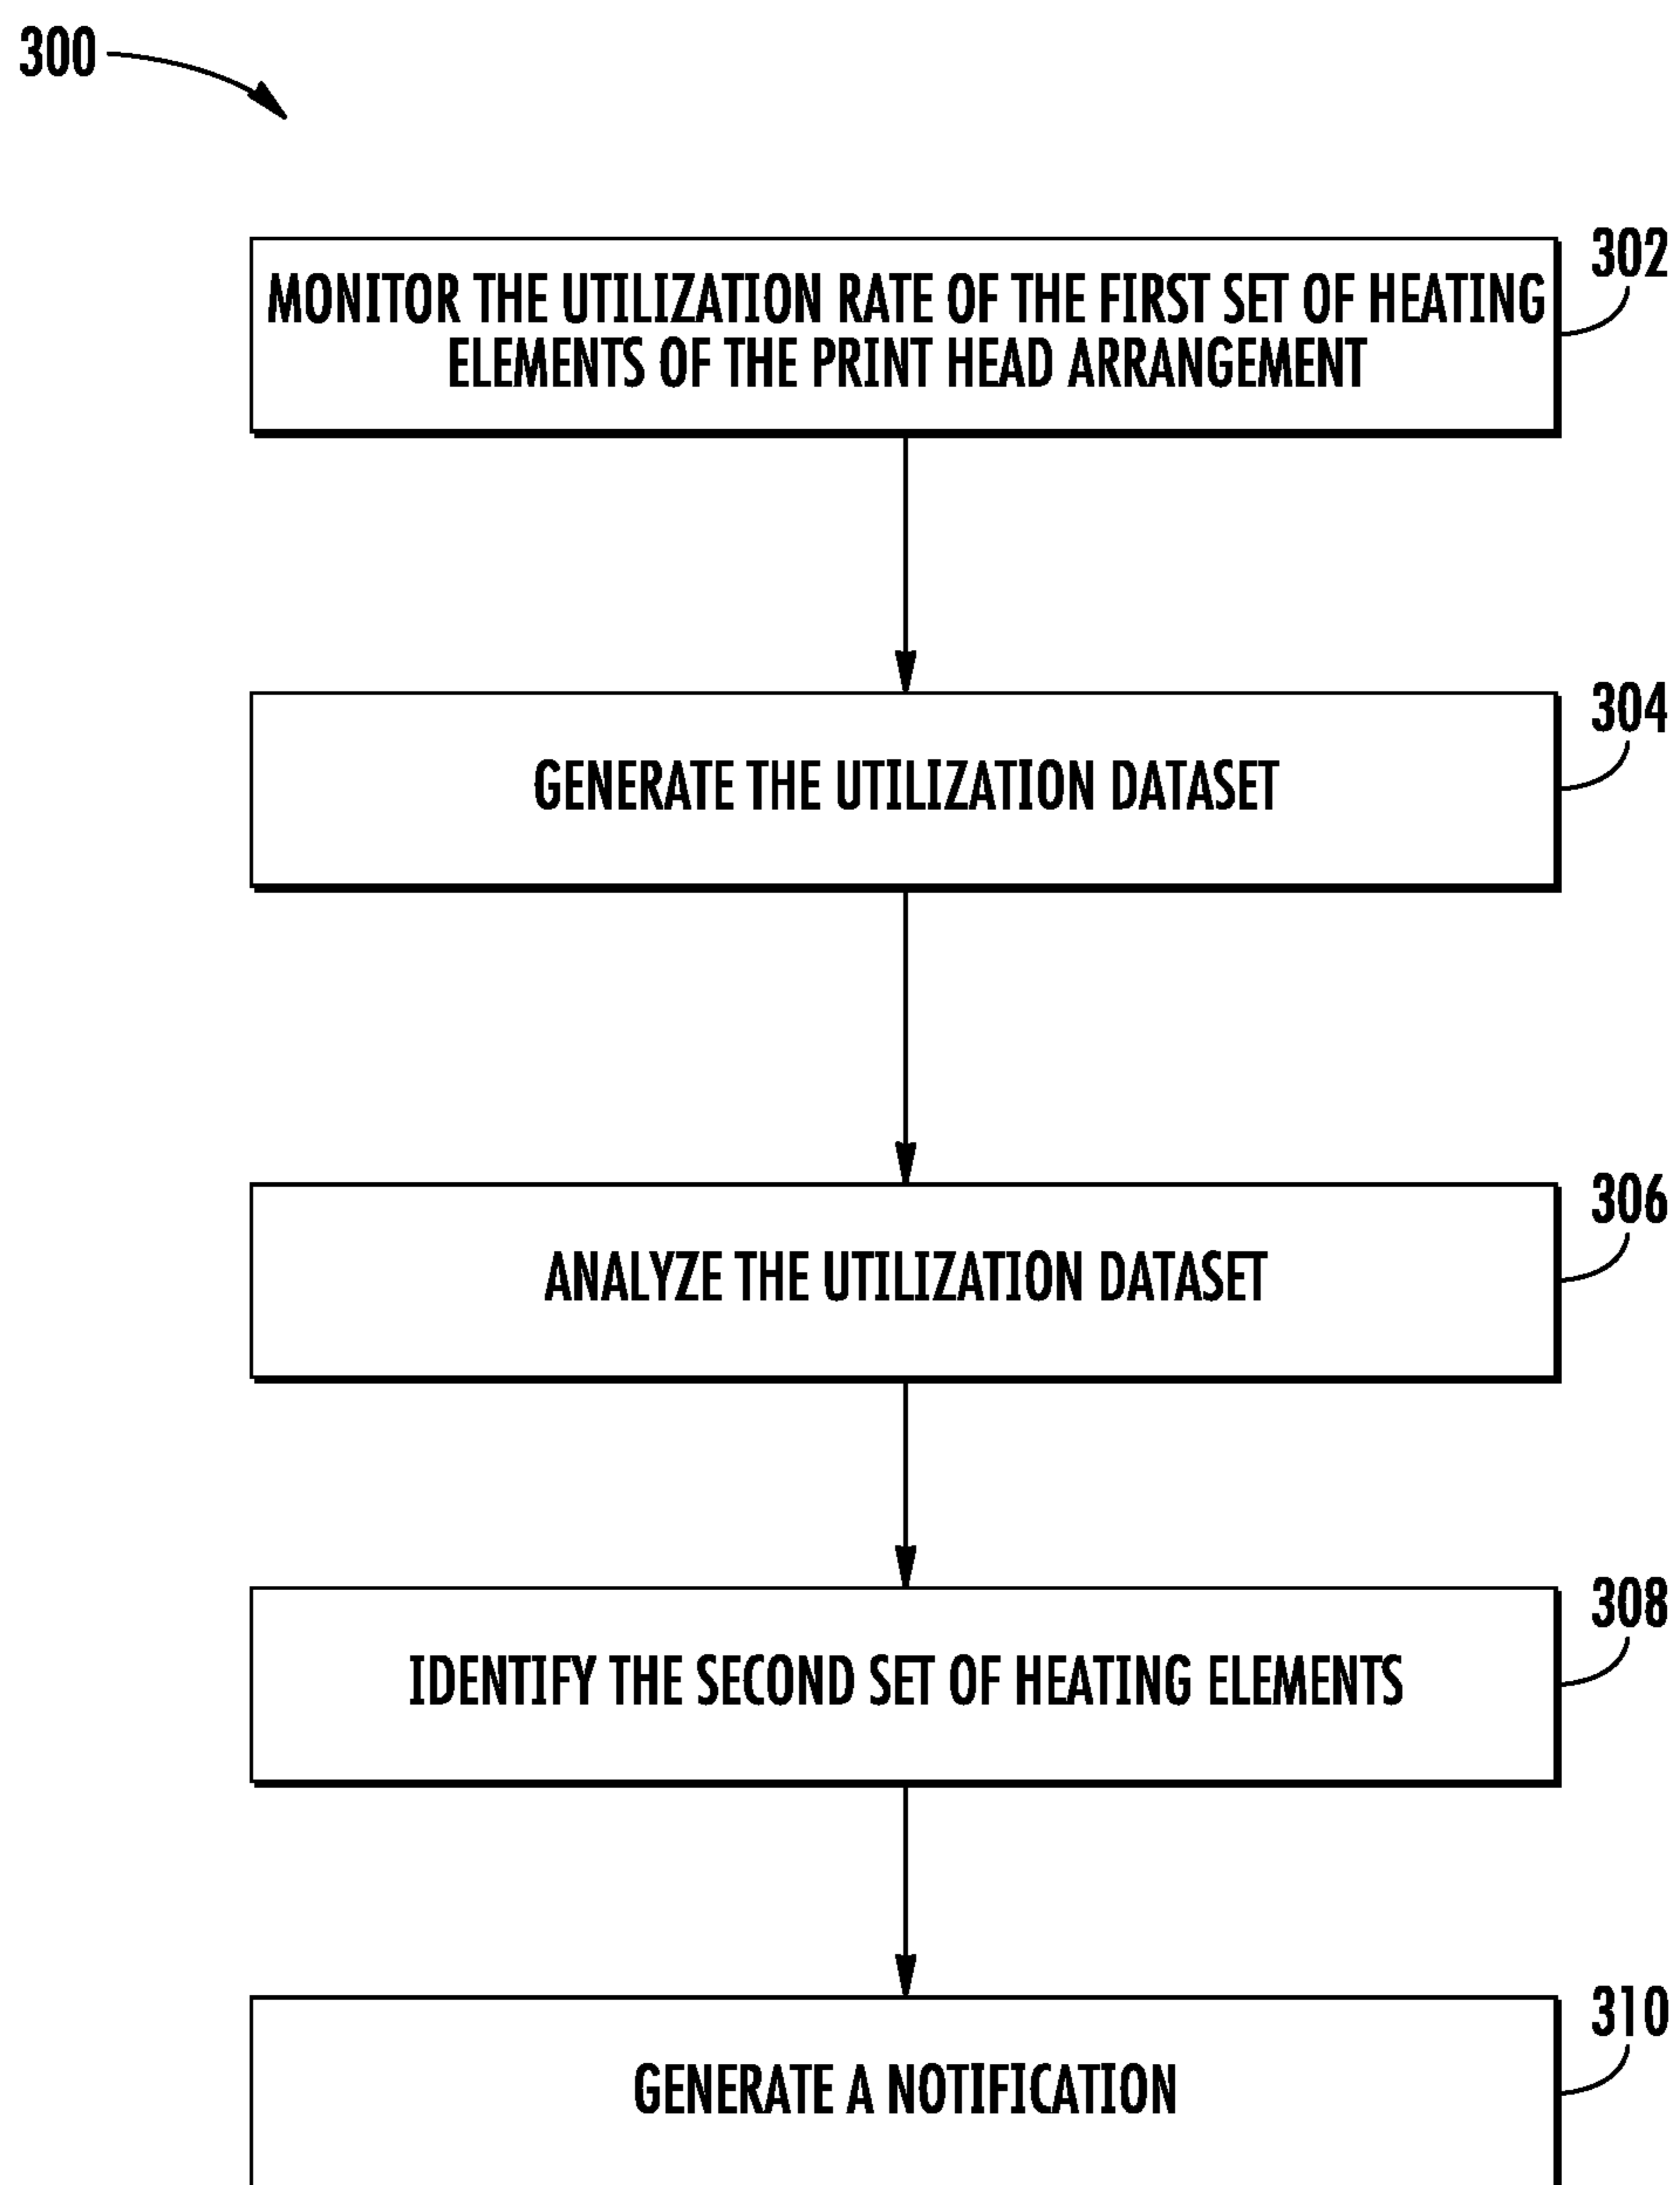 300
302
MONITOR THE UTILIZATION RATE OF THE FIRST SET OF HEATING
ELEMENTS OF THE PRINT HEAD ARRANGEMENT
304
GENERATE THE UTILIZATION DATASET
306
ANALYZE THE UTILIZATION DATASET
308
IDENTIFY THE SECOND SET OF HEATING ELEMENTS
310
GENERATE A NOTIFICATION